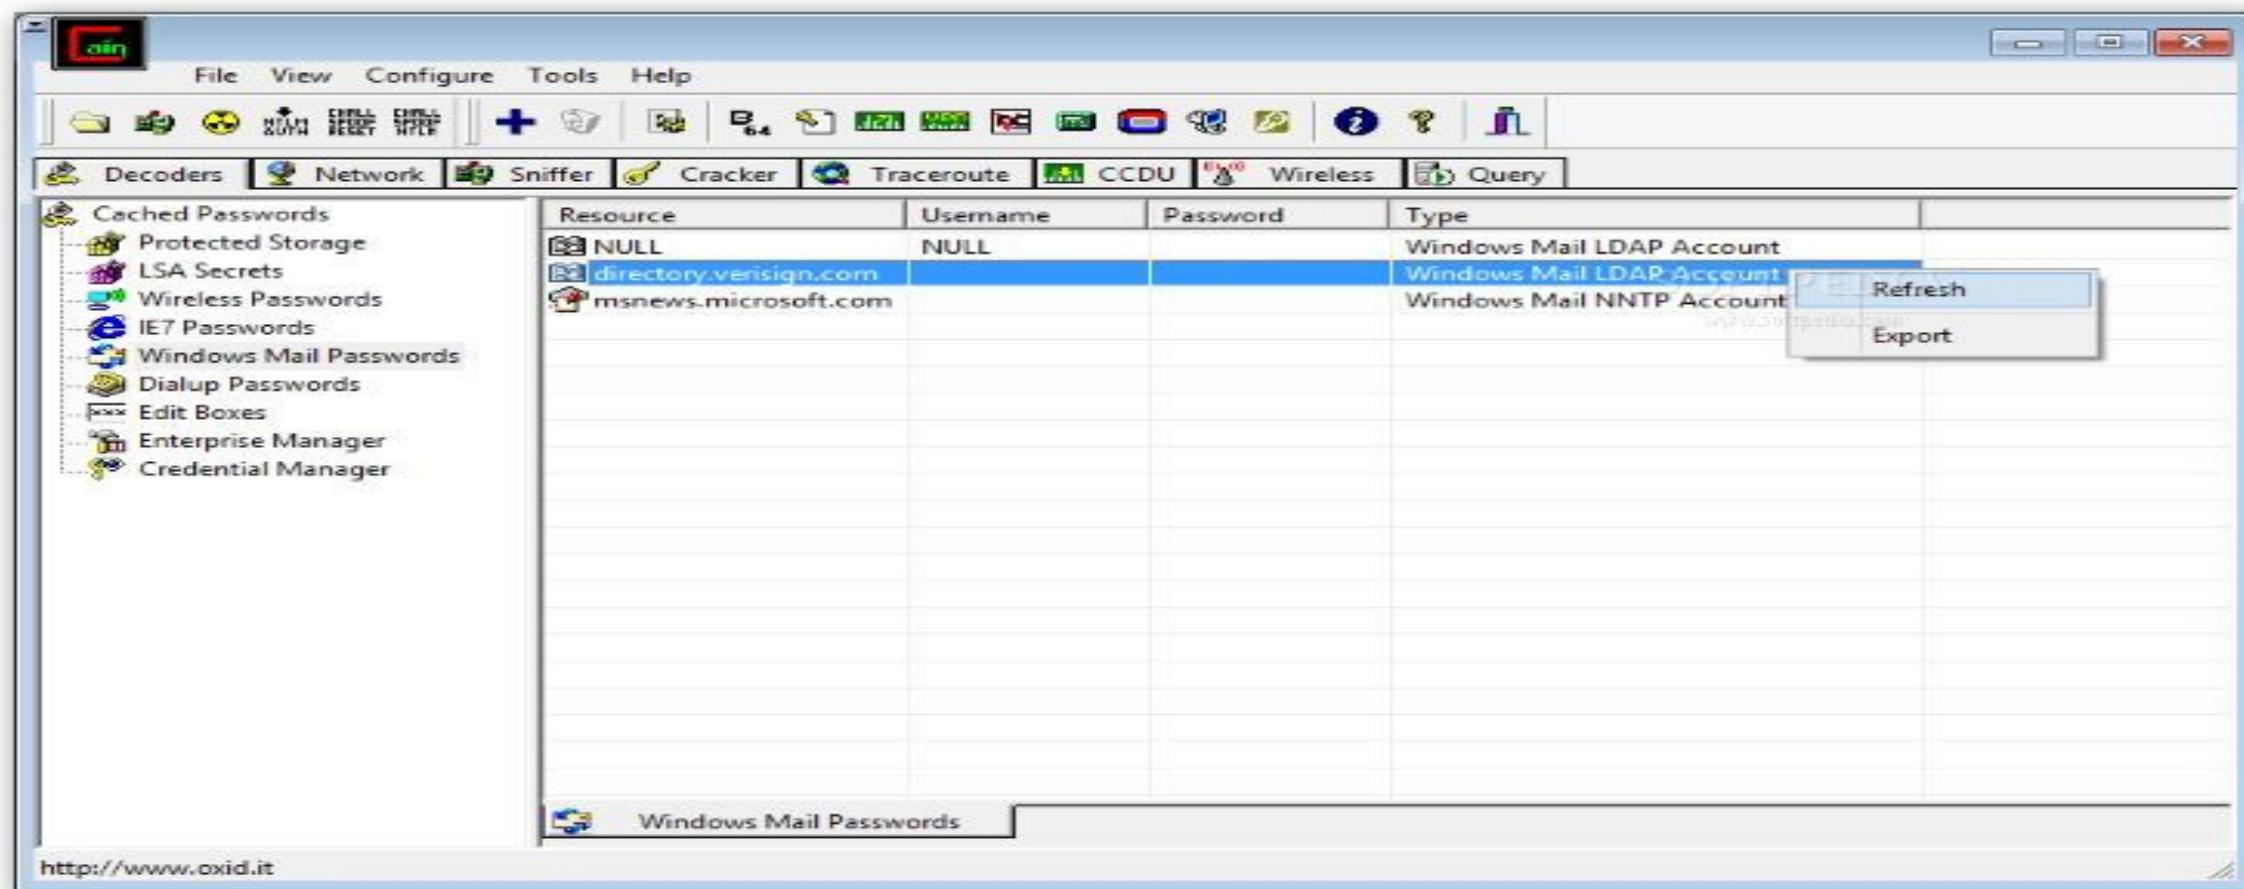 Cain
File View Configure Tools Help
Decoders Network Sniffer Cracker Traceroute CCDU Wireless Query
Cached Passwords
Protected Storage
LSA Secrets
Wireless Passwords
IE7 Passwords
Windows Mail Passwords
Dialup Passwords
Edit Boxes
Enterprise Manager
Credential Manager
Resource Username Password Type
NULL NULL Windows Mail LDAP Account
directory.verisign.com Windows Mail LDAP Account
msnews.microsoft.com Windows Mail NNTP Account
Refresh
Export
Windows Mail Passwords
http://www.oxid.it